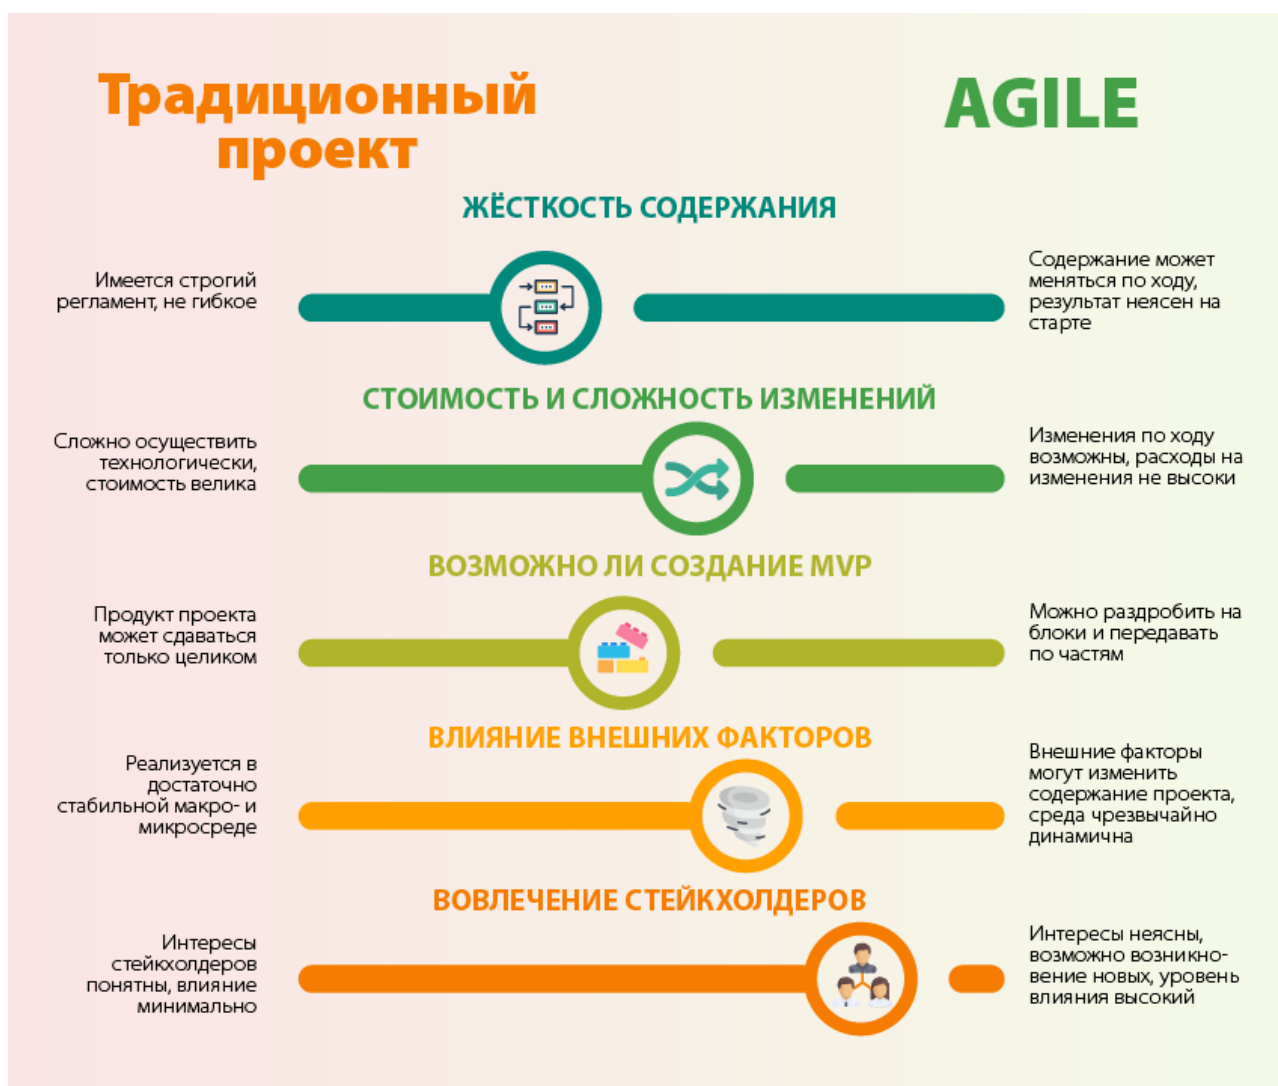 Традиционный
проект
AGILE
ЖЁСТКОСТЬ СОДЕРЖАНИЯ
Имеется строгий
регламент, не гибкое
Содержание может
меняться по ходу,
результат неясен на
старте
СТОИМОСТЬ И СЛОЖНОСТЬ ИЗМЕНЕНИЙ
Сложно осуществить
технологически,
стоимость велика
Изменения по ходу
возможны, расходы на
изменения не высоки
ВОЗМОЖНО ЛИ СОЗДАНИЕ MVP
Продукт проекта
может сдаваться
только целиком
Можно раздробить на
блоки и передавать
по частям
ВЛИЯНИЕ ВНЕШНИХ ФАКТОРОВ
Реализуется в
достаточно
стабильной макро- и
микросреде
Внешние факторы
могут изменить
содержание проекта,
среда чрезвычайно
динамична
ВОВЛЕЧЕНИЕ СТЕЙКХОЛДЕРОВ
Интересы
стейкхолдеров
понятны, влияние
минимально
Интересы неясны,
возможно возникно-
вение новых, уровень
влияния высокий